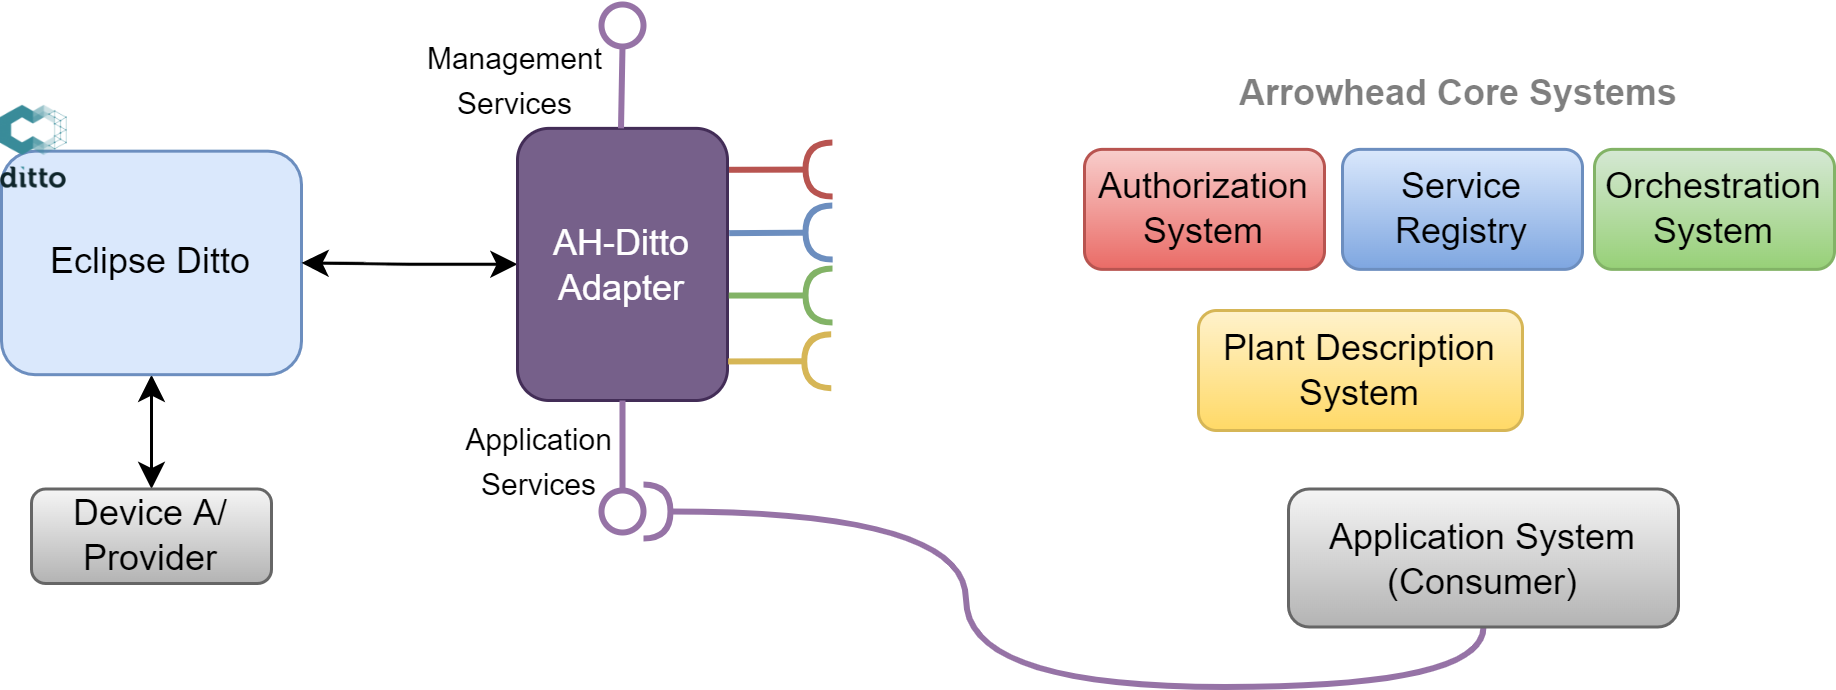 Management
Services
Arrowhead Core Systems
ditto
Eclipse Ditto
AH-Ditto
Adapter
Authorization
System
Service
Registry
Orchestration
System
Plant Description
System
Application
Services
Device A/
Provider
Application System
(Consumer)